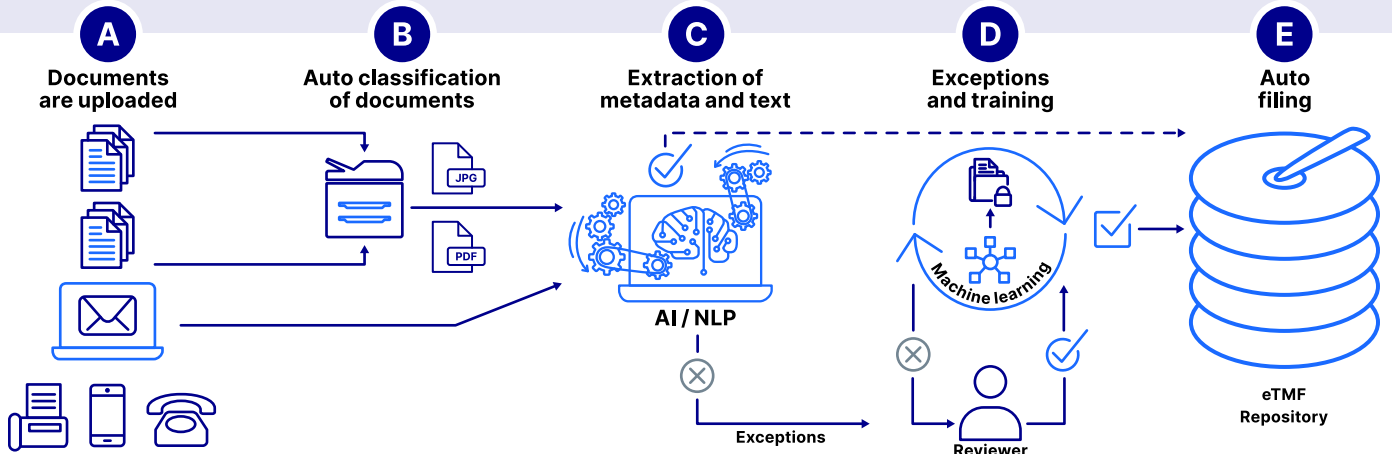 A
Documents
are uploaded
B
Auto classification
of documents
C
Extraction of
metadata and text
D
Exceptions
and training
E
Auto
filing
JPG
PDF
AI / NLP
Exceptions
Machine learning
Reviewer
eTMF
Repository